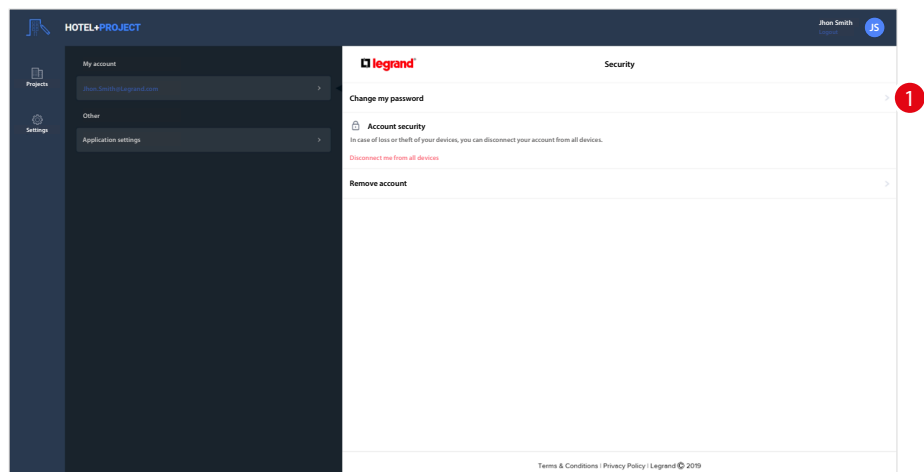 HOTEL+PROJECT
Jhon Smith
Logout
JS
Projects
Settings
My account
Jhon.Smith@Legrand.com
Other
Application settings
legrand
Security
Change my password
1
Account security
In case of loss or theft of your devices, you can disconnect your account from all devices.
Disconnect me from all devices
Remove account
Terms & Conditions | Privacy Policy | Legrand © 2019